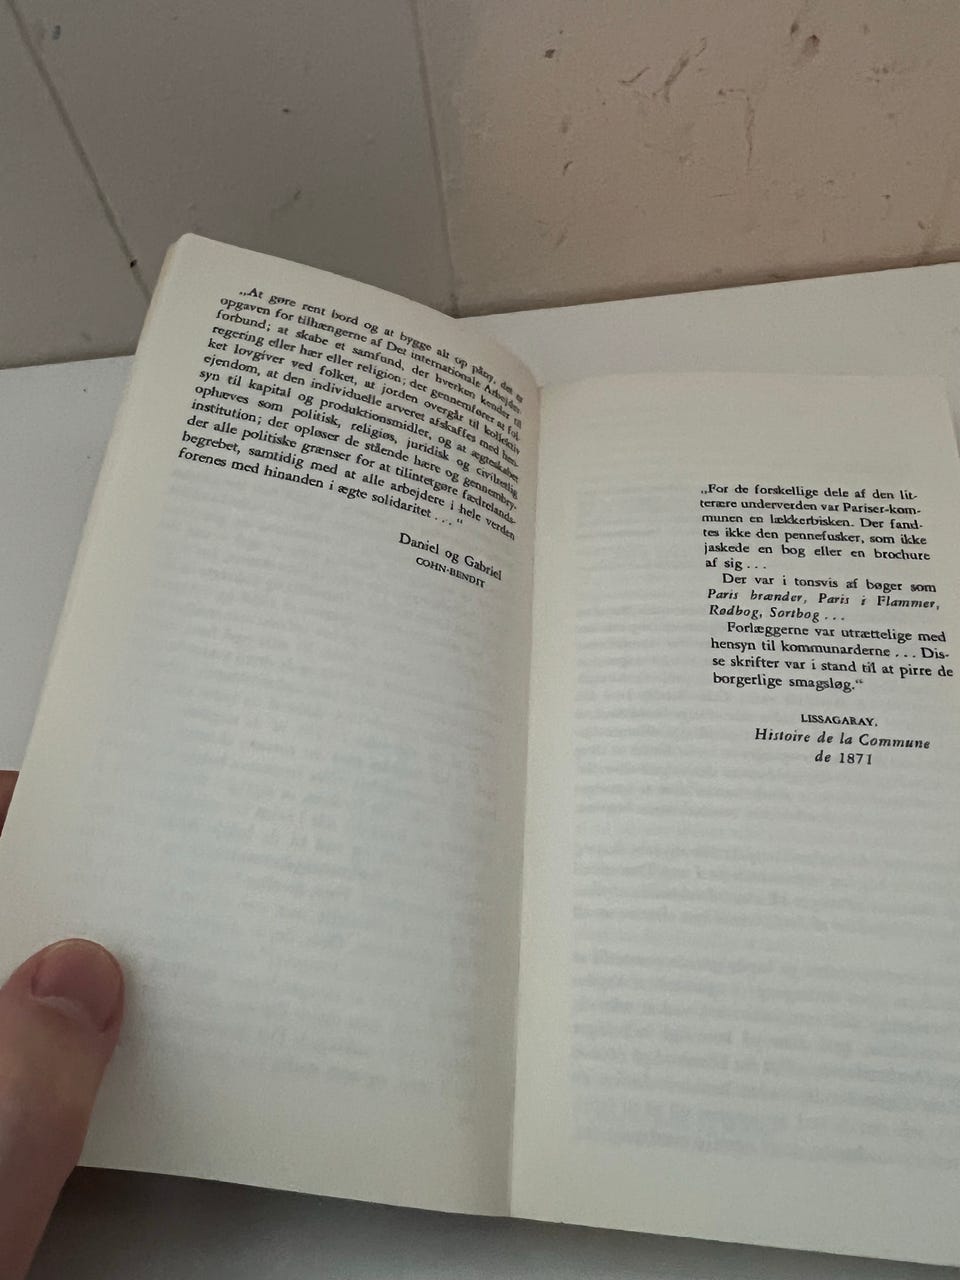 „At gøre rent bord og at bygge alt op påny, det er
opgaven for tilhængerne af Det internationale Arbejder-
forbund; at skabe et samfund, der hverken kender til
regering eller hær eller religion; der gennemfører at fol-
ket lovgiver ved folket, at jorden overgår til kollektiv
ejendom, at den individuelle arveret afskaffes med hen-
syn til kapital og produktionsmidler, og at ægteskabet
ophæves som politisk, religiøs, juridisk og civilretlig
institution; der opløser de stående hære og gennembry-
der alle politiske grænser for at tilintetgøre fædrelands-
begrebet, samtidig med at alle arbejdere i hele verden
forenes med hinanden i ægte solidaritet . . . “
Daniel og Gabriel
COHN-BENDIT
„For de forskellige dele af den lit-
terære underverden var Pariser-kom-
munen en lækkerbisken. Der fand-
tes ikke den pennefusker, som ikke
jaskede en bog eller en brochure
af sig . . .
Der var i tonsvis af bøger som
Paris brænder, Paris i Flammer,
Rødbog, Sortbog . . .
Forlæggerne var utrættelige med
hensyn til kommunarderne . . . Dis-
se skrifter var i stand til at pirre de
borgerlige smagsløg.“
LISSAGARAY,
Histoire de la Commune
de 1871